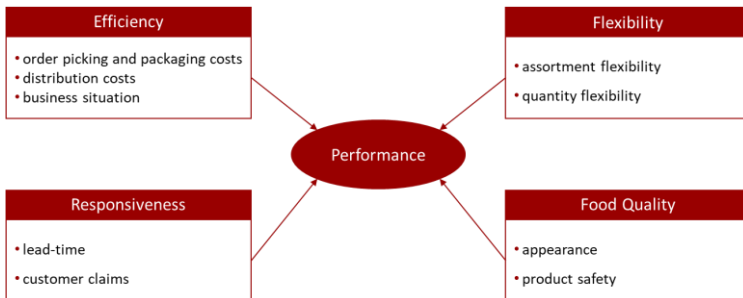 Efficiency
• order picking and packaging costs
• distribution costs
• business situation
Flexibility
• assortment flexibility
• quantity flexibility
Performance
Responsiveness
• lead-time
• customer claims
Food Quality
• appearance
• product safety